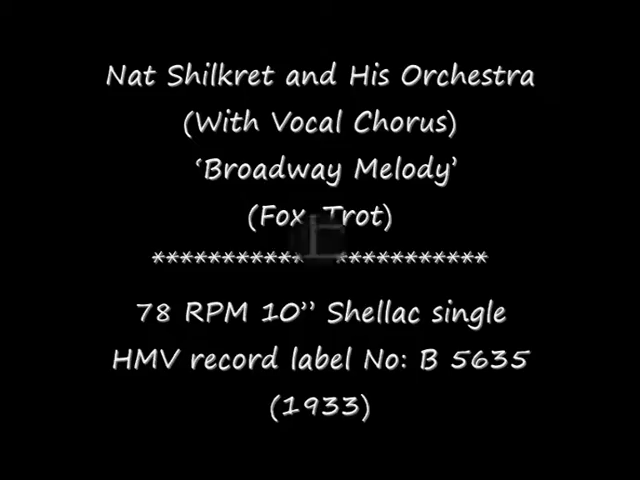 Nat Shilkret and His Orchestra
(With Vocal Chorus)
‘Broadway Melody’
(Fox Trot)
*********** ***********
78 RPM 10” Shellac single
HMV record label No: B 5635
(1933)